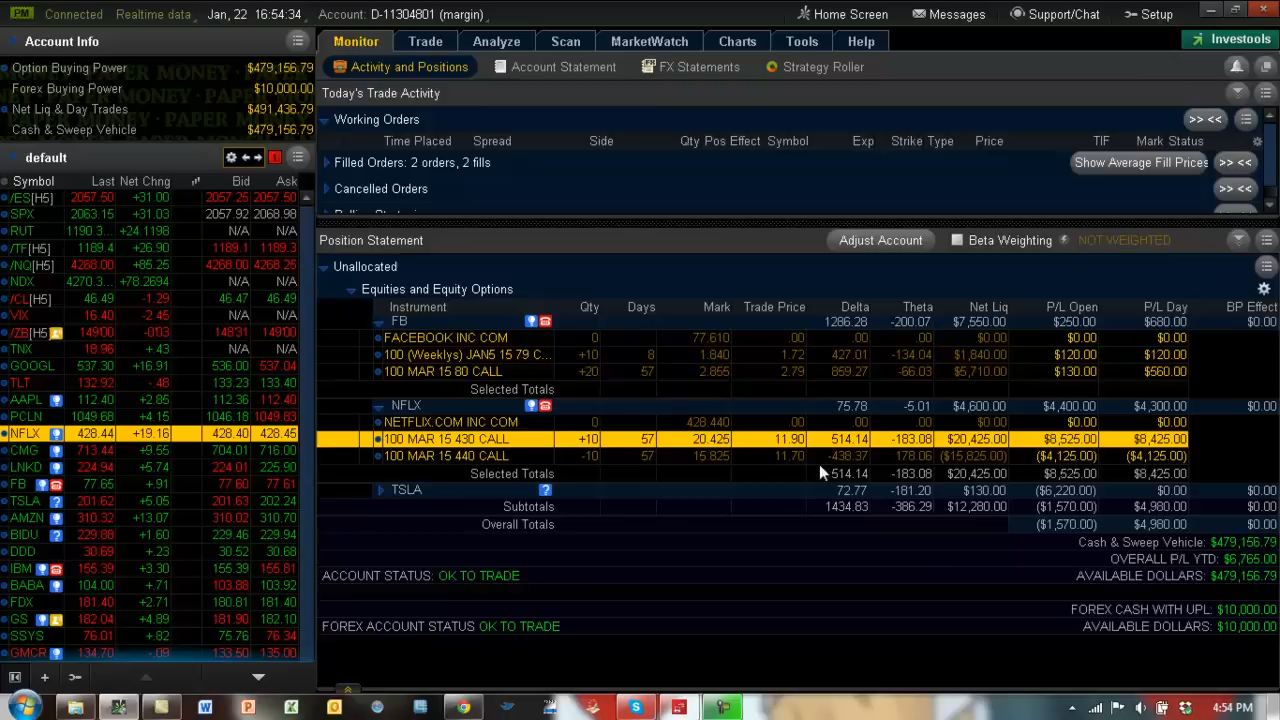 PM Connected Realtime data Jan, 22 16:54:34 Account: D-11304801 (margin) Home Screen Messages Support/Chat Setup
Account Info
Option Buying Power $479,156.79
Forex Buying Power $10,000.00
Net Liq & Day Trades $491,436.79
Cash & Sweep Vehicle $479,156.79
default
Symbol Last Net Chng Bid Ask
/ES[H5] 2057.50 +31.00 2057.25 2057.50
SPX 2063.15 +31.03 2057.92 2068.98
RUT 1190.3... +24.1198 N/A N/A
/TF[H5] 1189.4 +26.90 1189.1 1189.3
/NQ[H5] 4268.00 +85.25 4268.00 4268.25
NDX 4270.3... +78.2694 N/A N/A
/CL[H5] 46.49 -1.29 46.47 46.49
VIX 16.40 -2.45 N/A N/A
/ZB[H5] 149'00 -0'03 148'31 149'00
TNX 18.96 +.43 N/A N/A
GOOGL 537.30 +16.91 536.00 537.04
TLT 132.92 -.48 133.23 133.40
AAPL 112.40 +2.85 112.36 112.40
PCLN 1049.68 +4.15 1046.18 1049.83
NFLX 428.44 +19.16 428.40 428.45
CMG 713.44 +9.55 704.01 716.00
LNKD 224.94 +5.74 224.01 225.90
FB 77.65 +.91 77.60 77.61
TSLA 201.62 +5.05 202.24
AMZN 310.32 +13.07 310.02 310.70
BIDU 229.88 +1.60 229.46 229.88
DDD 30.69 +.23 30.52 30.68
IBM 155.39 +3.30 155.39 155.81
BABA 104.00 +.71 103.88 103.92
FDX 181.40 +2.71 180.81 181.40
GS 182.04 +4.89 181.90 182.10
SSYS 76.01 +.82 75.76 76.34
GMCR 134.70 -.09 133.50 135.00
Monitor Trade Analyze Scan MarketWatch Charts Tools Help Investools
Activity and Positions Account Statement FX Statements Strategy Roller
Today's Trade Activity
Working Orders >> <<
Time Placed Spread Side Qty Pos Effect Symbol Exp Strike Type Price TIF Mark Status
Filled Orders: 2 orders, 2 fills Show Average Fill Prices >> <<
Cancelled Orders >> <<
Position Statement Adjust Account Beta Weighting NOT WEIGHTED
Unallocated
Equities and Equity Options
Instrument Qty Days Mark Trade Price Delta Theta Net Liq P/L Open P/L Day BP Effect
FB 1286.28 -200.07 $7,550.00 $250.00 $680.00 $0.00
FACEBOOK INC COM 0 77.610 .00 .00 .00 $0.00 $0.00 $0.00
100 (Weeklys) JAN5 15 79 C... +10 8 1.840 1.72 427.01 -134.04 $1,840.00 $120.00 $120.00
100 MAR 15 80 CALL +20 57 2.855 2.79 859.27 -66.03 $5,710.00 $130.00 $560.00
Selected Totals
NFLX 75.78 -5.01 $4,600.00 $4,400.00 $4,300.00 $0.00
NETFLIX.COM INC COM 0 428.440 .00 .00 .00 $0.00 $0.00 $0.00
100 MAR 15 430 CALL +10 57 20.425 11.90 514.14 -183.08 $20,425.00 $8,525.00 $8,425.00
100 MAR 15 440 CALL -10 57 15.825 11.70 -438.37 178.06 ($15,825.00) ($4,125.00) ($4,125.00)
Selected Totals 514.14 -183.08 $20,425.00 $8,525.00 $8,425.00
TSLA 72.77 -181.20 $130.00 ($6,220.00) $0.00 $0.00
Subtotals 1434.83 -386.29 $12,280.00 ($1,570.00) $4,980.00 $0.00
Overall Totals ($1,570.00) $4,980.00 $0.00
Cash & Sweep Vehicle $479,156.79
OVERALL P/L YTD $6,765.00
ACCOUNT STATUS: OK TO TRADE AVAILABLE DOLLARS: $479,156.79
FOREX CASH WITH UPL: $10,000.00
FOREX ACCOUNT STATUS OK TO TRADE AVAILABLE DOLLARS: $10,000.00
4:54 PM